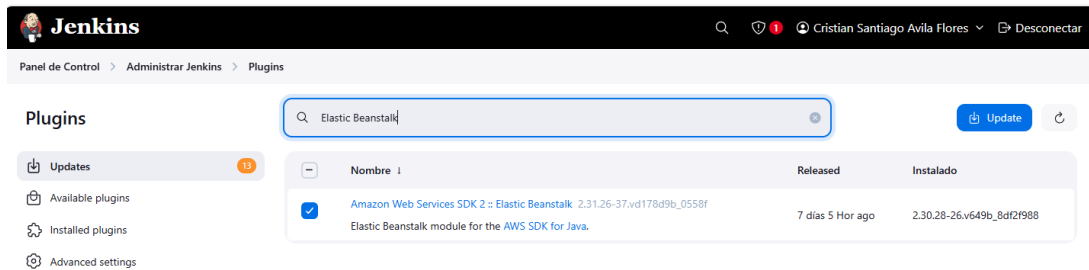 Jenkins
1 Cristian Santiago Avila Flores Desconectar
Panel de Control > Administrar Jenkins > Plugins
Plugins
Elastic Beanstalk
Update
Updates 13
Nombre ↓ Released Instalado
Available plugins
Amazon Web Services SDK 2 :: Elastic Beanstalk 2.31.26-37.vd178d9b_0558f
7 días 5 Hor ago 2.30.28-26.v649b_8df2f988
Elastic Beanstalk module for the AWS SDK for Java.
Installed plugins
Advanced settings